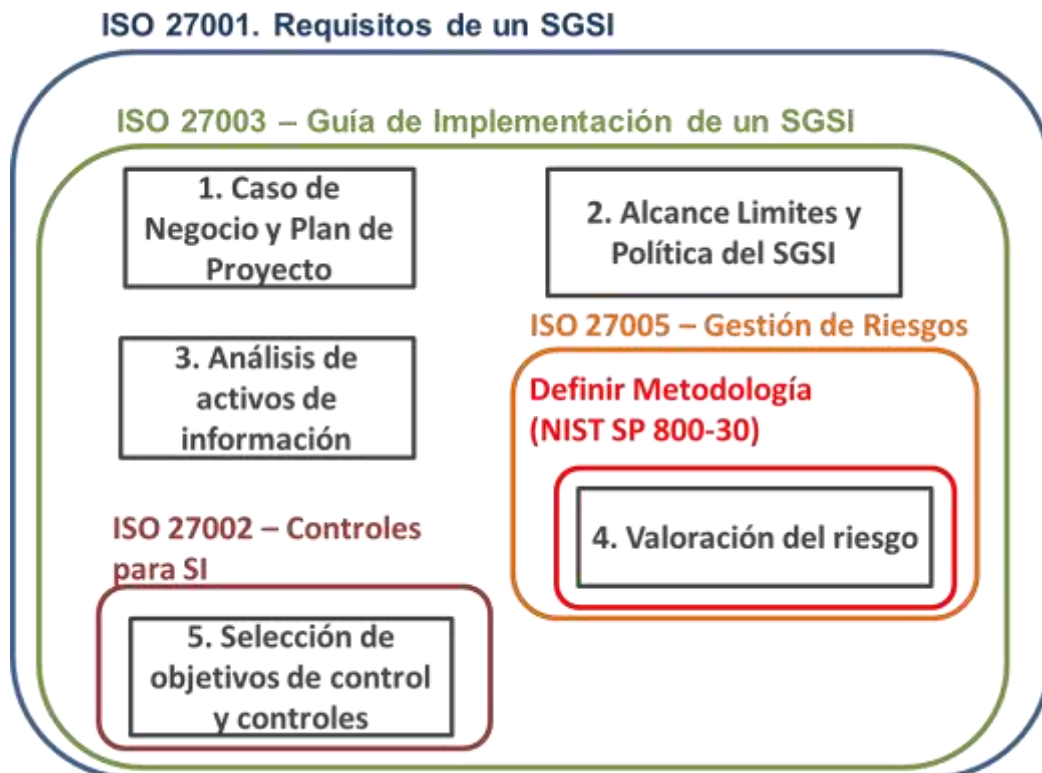 ISO 27001. Requisitos de un SGSI
ISO 27003 – Guía de Implementación de un SGSI
1. Caso de
Negocio y Plan de
Proyecto
2. Alcance Limites y
Política del SGSI
ISO 27005 – Gestión de Riesgos
3. Análisis de
activos de
información
Definir Metodología
(NIST SP 800-30)
4. Valoración del riesgo
ISO 27002 – Controles
para SI
5. Selección de
objetivos de control
y controles